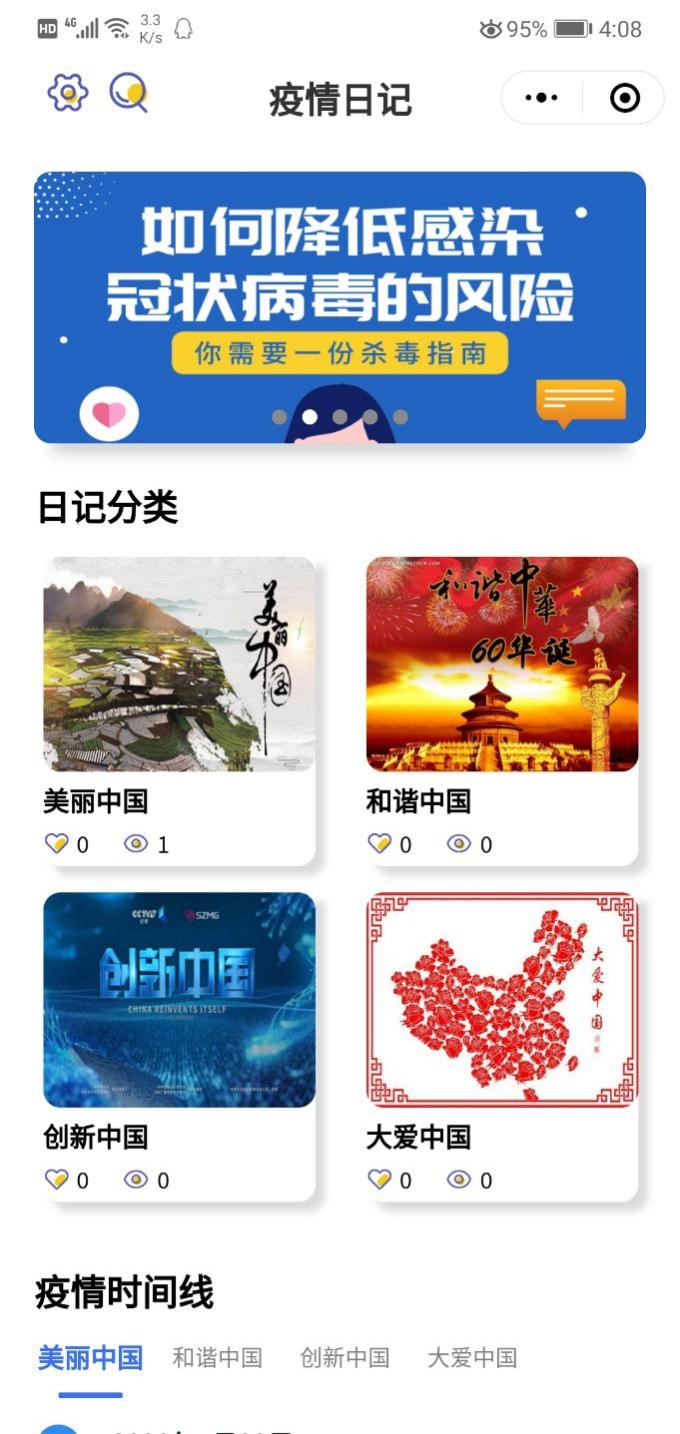 HD 4G 3.3 K/s 95% 4:08
疫情日记
如何降低感染
冠状病毒的风险
你需要一份杀毒指南
日记分类
美丽中国
和谐中华
60华诞
美丽中国
和谐中国
0 1
0 0
CCTV9 SZMG
创新中国
CHINA REINVENTS ITSELF
大爱中国
创新中国
大爱中国
0 0
0 0
疫情时间线
美丽中国 和谐中国 创新中国 大爱中国